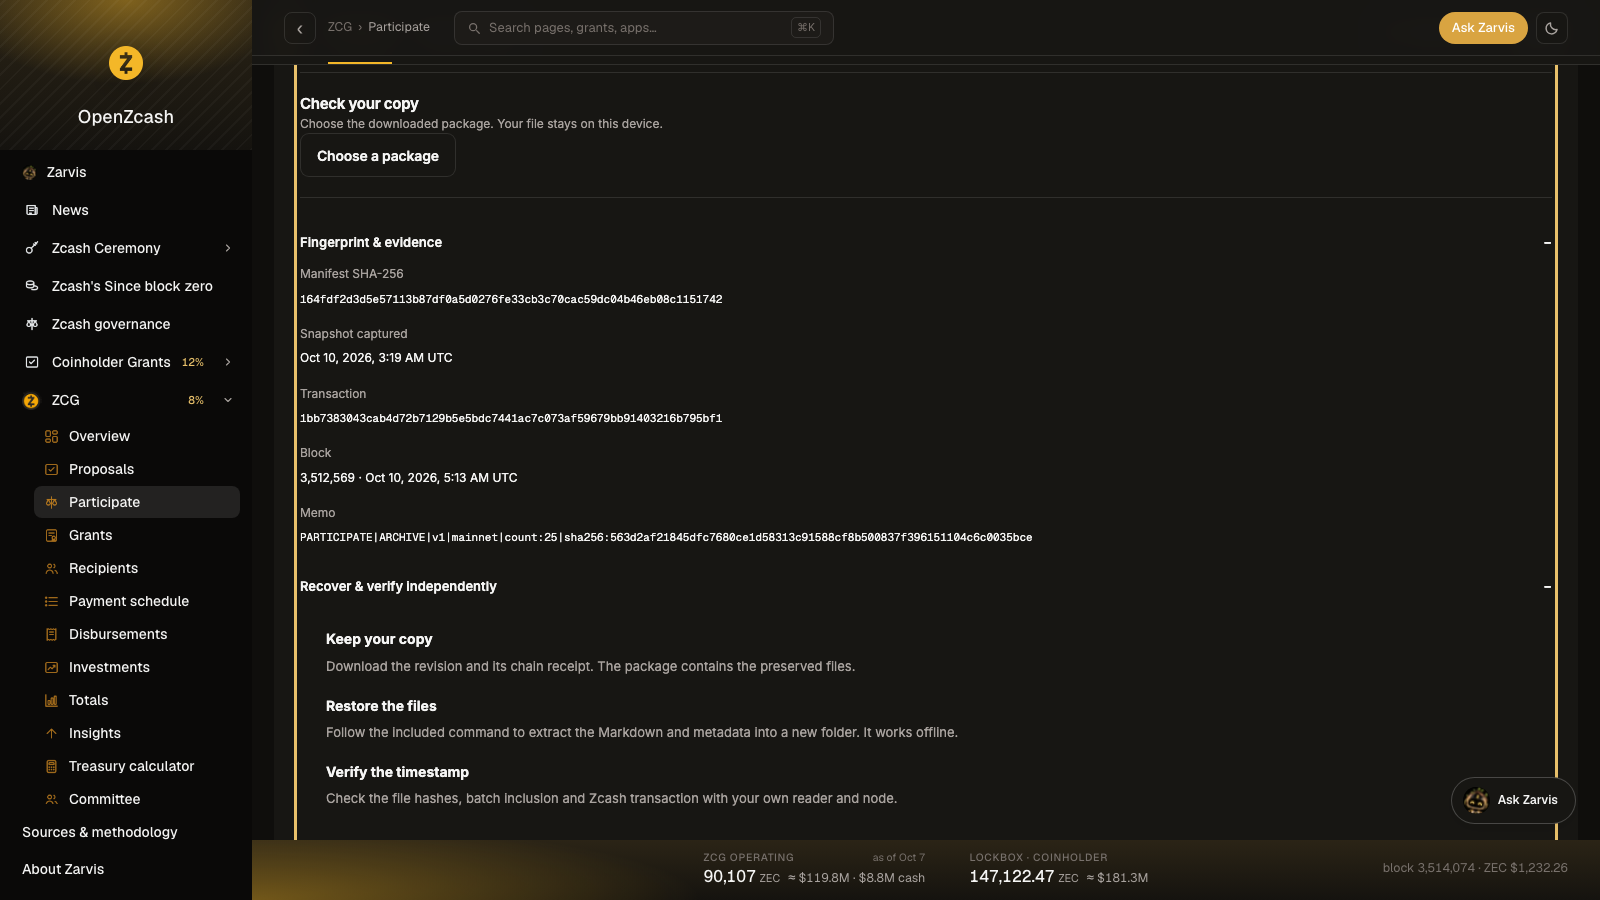 OpenZcash
Zarvis
News
Zcash Ceremony
Zcash's Since block zero
Zcash governance
Coinholder Grants 12%
ZCG 8%
Overview
Proposals
Participate
Grants
Recipients
Payment schedule
Disbursements
Investments
Totals
Insights
Treasury calculator
Committee
Sources & methodology
About Zarvis
ZCG › Participate
Search pages, grants, apps... ⌘K
Ask Zarvis
Check your copy
Choose the downloaded package. Your file stays on this device.
Choose a package
Fingerprint & evidence
Manifest SHA-256
164fdf2d3d5e57113b87df0a5d0276fe33cb3c70cac59dc04b46eb08c1151742
Snapshot captured
Oct 10, 2026, 3:19 AM UTC
Transaction
1bb7383043cab4d72b7129b5e5bdc7441ac7c073af59679bb91403216b795bf1
Block
3,512,569 · Oct 10, 2026, 5:13 AM UTC
Memo
PARTICIPATE|ARCHIVE|v1|mainnet|count:25|sha256:563d2af21845dfc7680ce1d58313c91588cf8b500837f396151104c6c0035bce
Recover & verify independently
Keep your copy
Download the revision and its chain receipt. The package contains the preserved files.
Restore the files
Follow the included command to extract the Markdown and metadata into a new folder. It works offline.
Verify the timestamp
Check the file hashes, batch inclusion and Zcash transaction with your own reader and node.
Ask Zarvis
ZCG OPERATING as of Oct 7
90,107 ZEC ≈ $119.8M · $8.8M cash
LOCKBOX · COINHOLDER
147,122.47 ZEC ≈ $181.3M
block 3,514,074 · ZEC $1,232.26